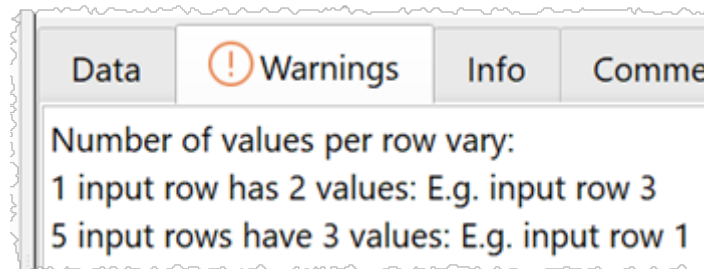 Data Warnings Info Comme
Number of values per row vary:
1 input row has 2 values: E.g. input row 3
5 input rows have 3 values: E.g. input row 1